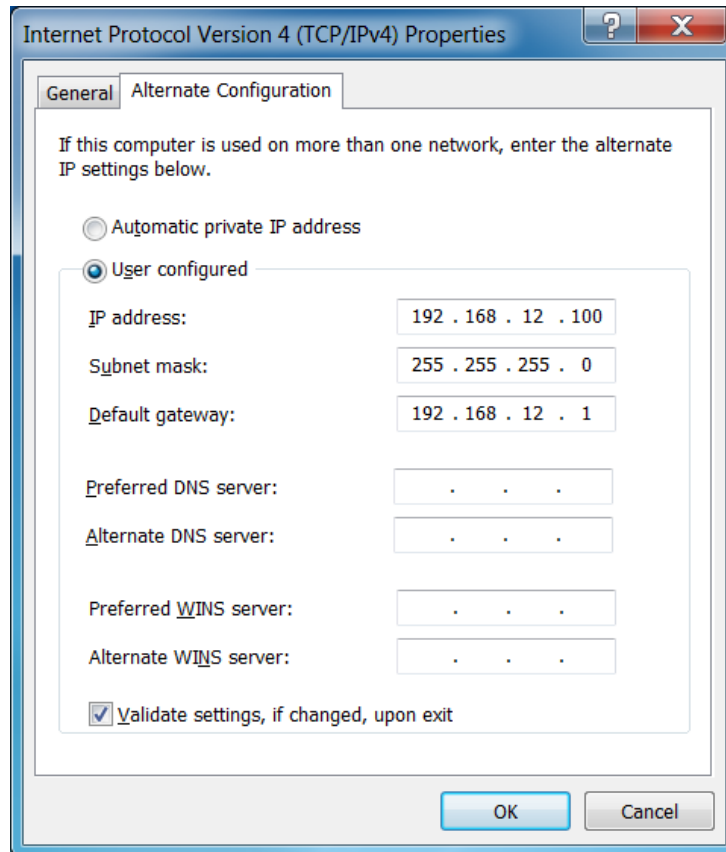 Internet Protocol Version 4 (TCP/IPv4) Properties
?
X
General
Alternate Configuration
If this computer is used on more than one network, enter the alternate
IP settings below.
Automatic private IP address
User configured
IP address:
192 . 168 . 12 . 100
Subnet mask:
255 . 255 . 255 . 0
Default gateway:
192 . 168 . 12 . 1
Preferred DNS server:
. . .
Alternate DNS server:
. . .
Preferred WINS server:
. . .
Alternate WINS server:
. . .
Validate settings, if changed, upon exit
OK
Cancel